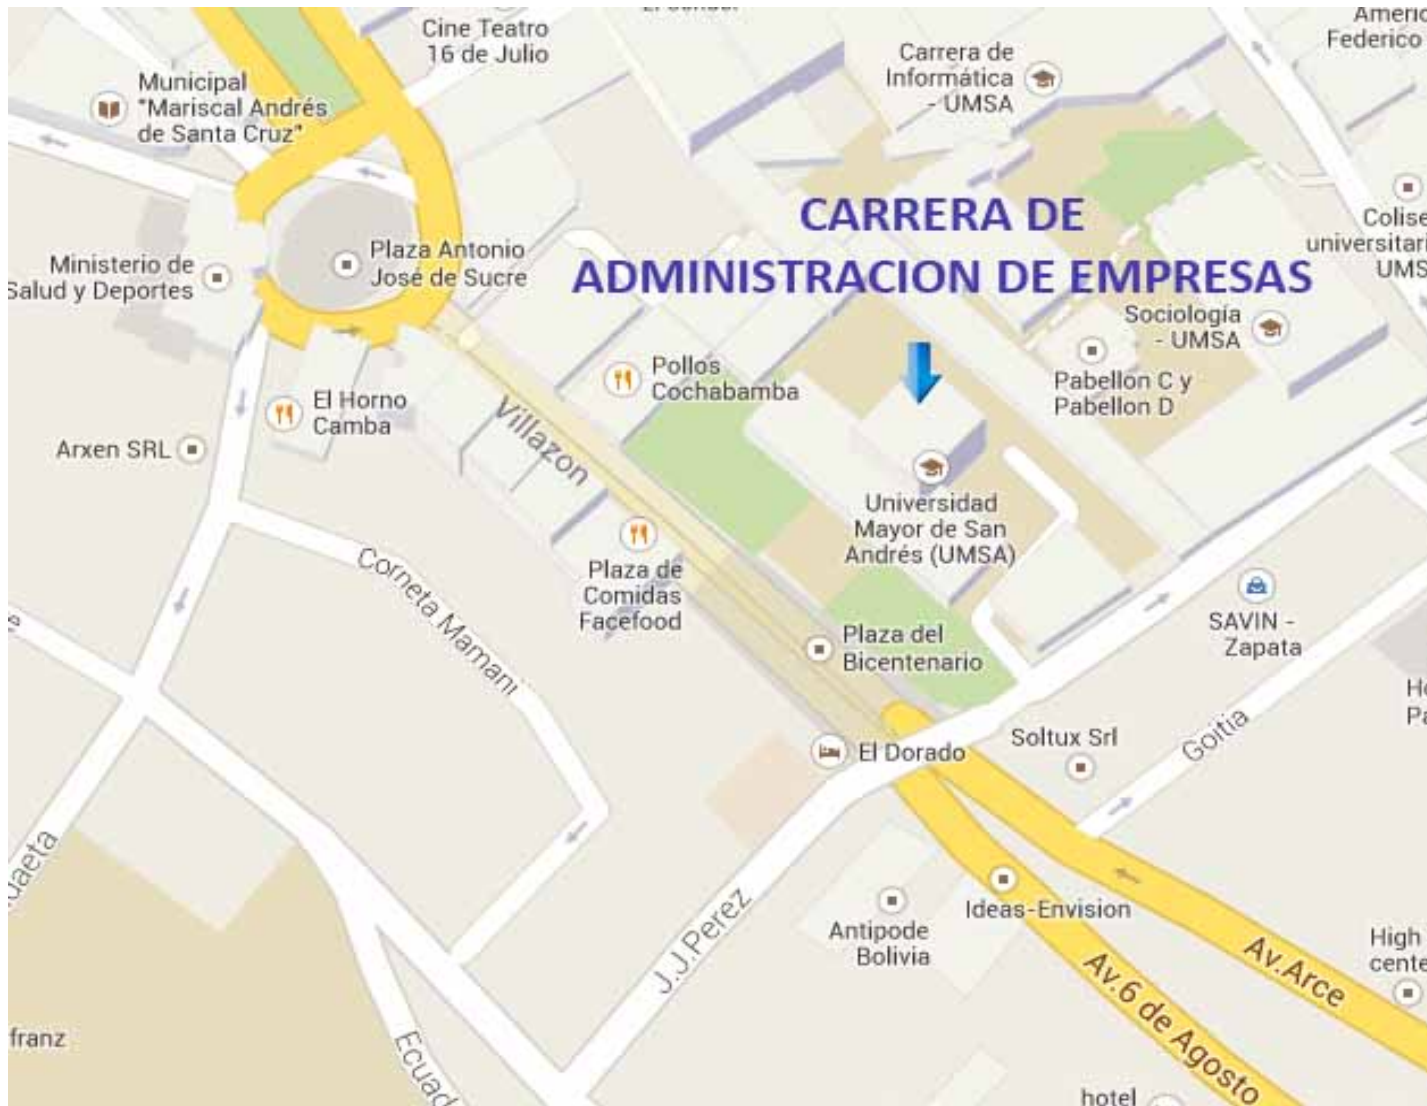 Cine Teatro
16 de Julio
Carrera de
Informática
- UMSA
Federico
Municipal
"Mariscal Andrés
de Santa Cruz"
CARRERA DE
ADMINISTRACION DE EMPRESAS
Plaza Antonio
José de Sucre
Ministerio de
Salud y Deportes
Sociología
- UMSA
Pabellon C y
Pabellon D
Pollos
Cochabamba
El Horno
Camba
Villazon
Arxen SRL
Universidad
Mayor de San
Andrés (UMSA)
Plaza de
Comidas
Facefood
Corneta Mamani
SAVIN -
Zapata
Plaza del
Bicentenario
El Dorado
Soltux Srl
Goitia
J.J.Perez
Ideas-Envision
Antipode
Bolivia
Av.Arce
Av.6 de Agosto
High
cente
franz
Ecuad
hotel